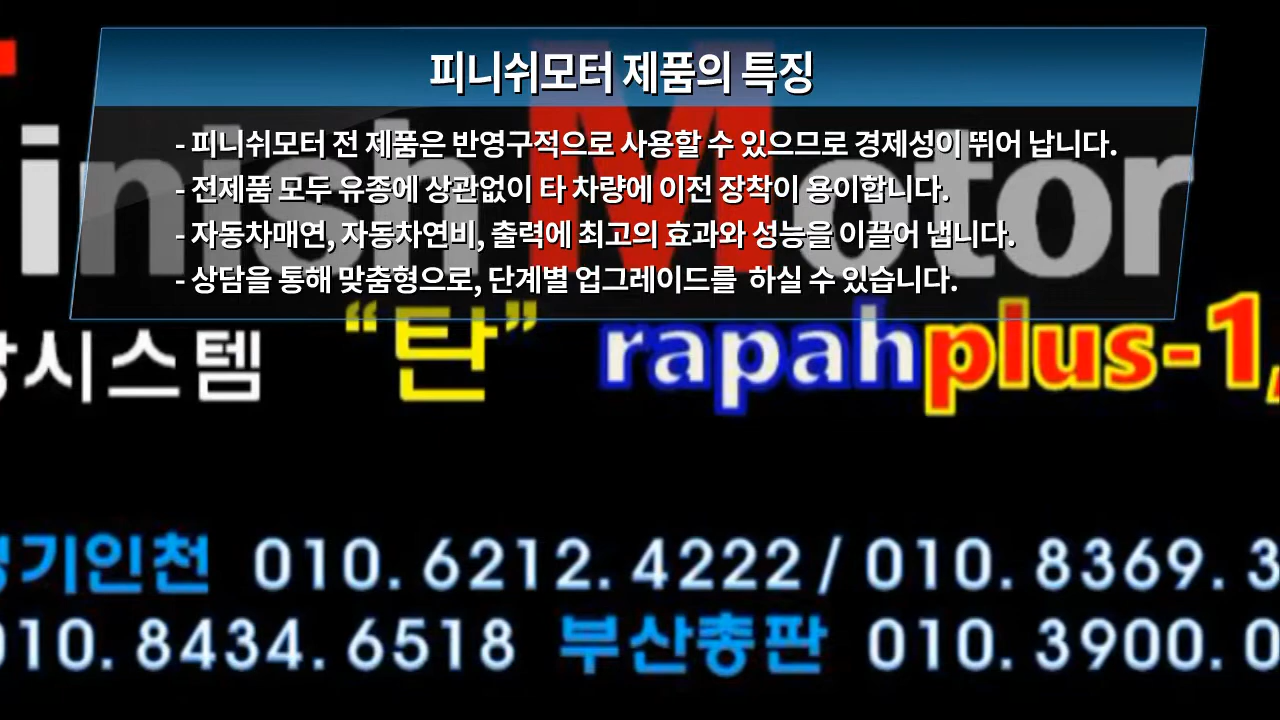 피니쉬모터 제품의 특징
- 피니쉬모터 전 제품은 반영구적으로 사용할 수 있으므로 경제성이 뛰어 납니다.
- 전제품 모두 유종에 상관없이 타 차량에 이전 장착이 용이합니다.
- 자동차매연, 자동차연비, 출력에 최고의 효과와 성능을 이끌어 냅니다.
- 상담을 통해 맞춤형으로, 단계별 업그레이드를 하실 수 있습니다.
inish Motor
시스템 “탄” rapahplus-1,
경기인천 010. 6212. 4222 / 010. 8369. 3
010. 8434. 6518 부산총판 010. 3900. 0